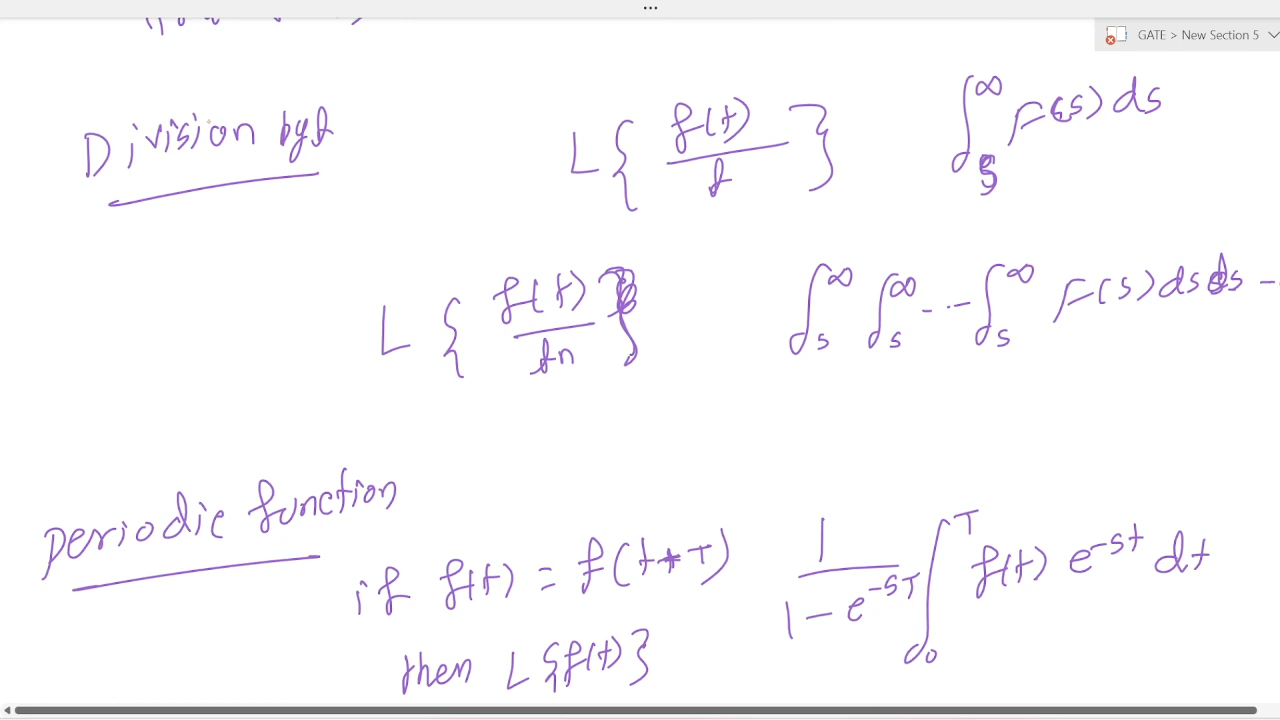 GATE > New Section 5
Division by t L{ f(t) / t } ∫_s^∞ F(s) ds
L{ f(t) / tn } ∫_s^∞ ∫_s^∞ - - - ∫_s^∞ F(s) ds ds -
periodic function
if f(t) = f(t+T) 1 / (1 - e^-sT) ∫_0^T f(t) e^-st dt
then L{f(t)}